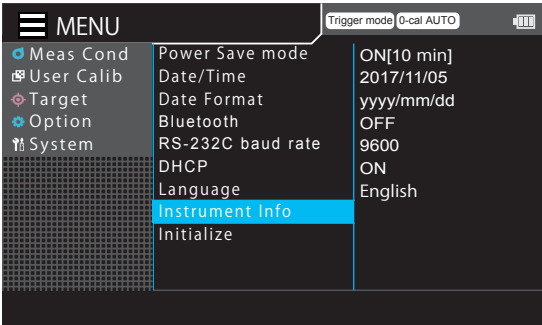 MENU
Trigger mode 0-cal AUTO
Meas Cond
User Calib
Target
Option
System
Power Save mode ON[10 min]
Date/Time 2017/11/05
Date Format yyyy/mm/dd
Bluetooth OFF
RS-232C baud rate 9600
DHCP ON
Language English
Instrument Info
Initialize